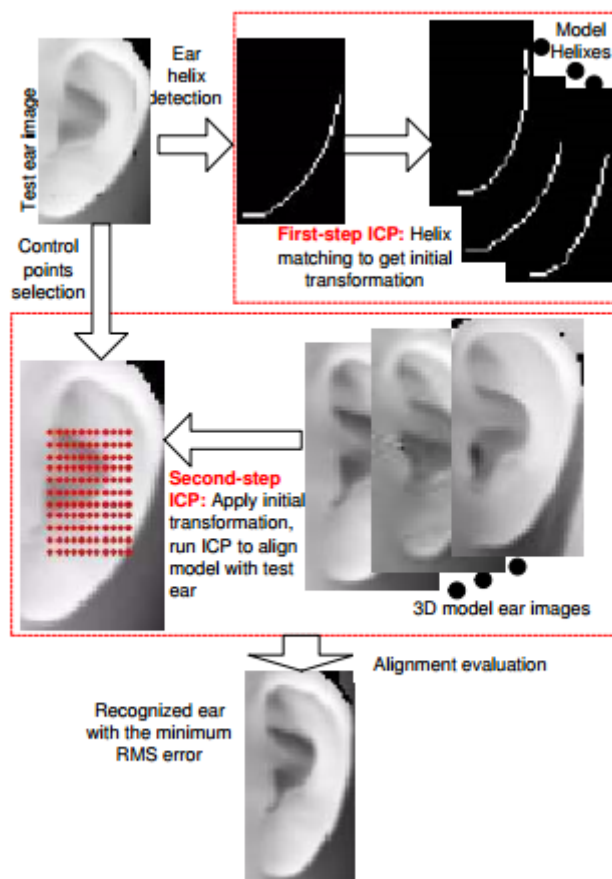 Test ear image
Ear
helix
detection
Model
Helixes
First-step ICP: Helix
matching to get initial
transformation
Control
points
selection
Second-step
ICP: Apply initial
transformation,
run ICP to align
model with test
ear
3D model ear images
Alignment evaluation
Recognized ear
with the minimum
RMS error